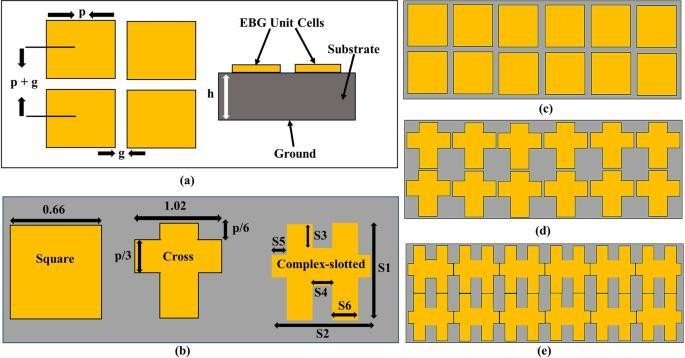 p
p + g
g
(a)
EBG Unit Cells
Substrate
h
Ground
0.66
Square
1.02
p/6
p/3
Cross
S3
S5
Complex-slotted
S1
S4
S6
S2
(b)
(c)
(d)
(e)